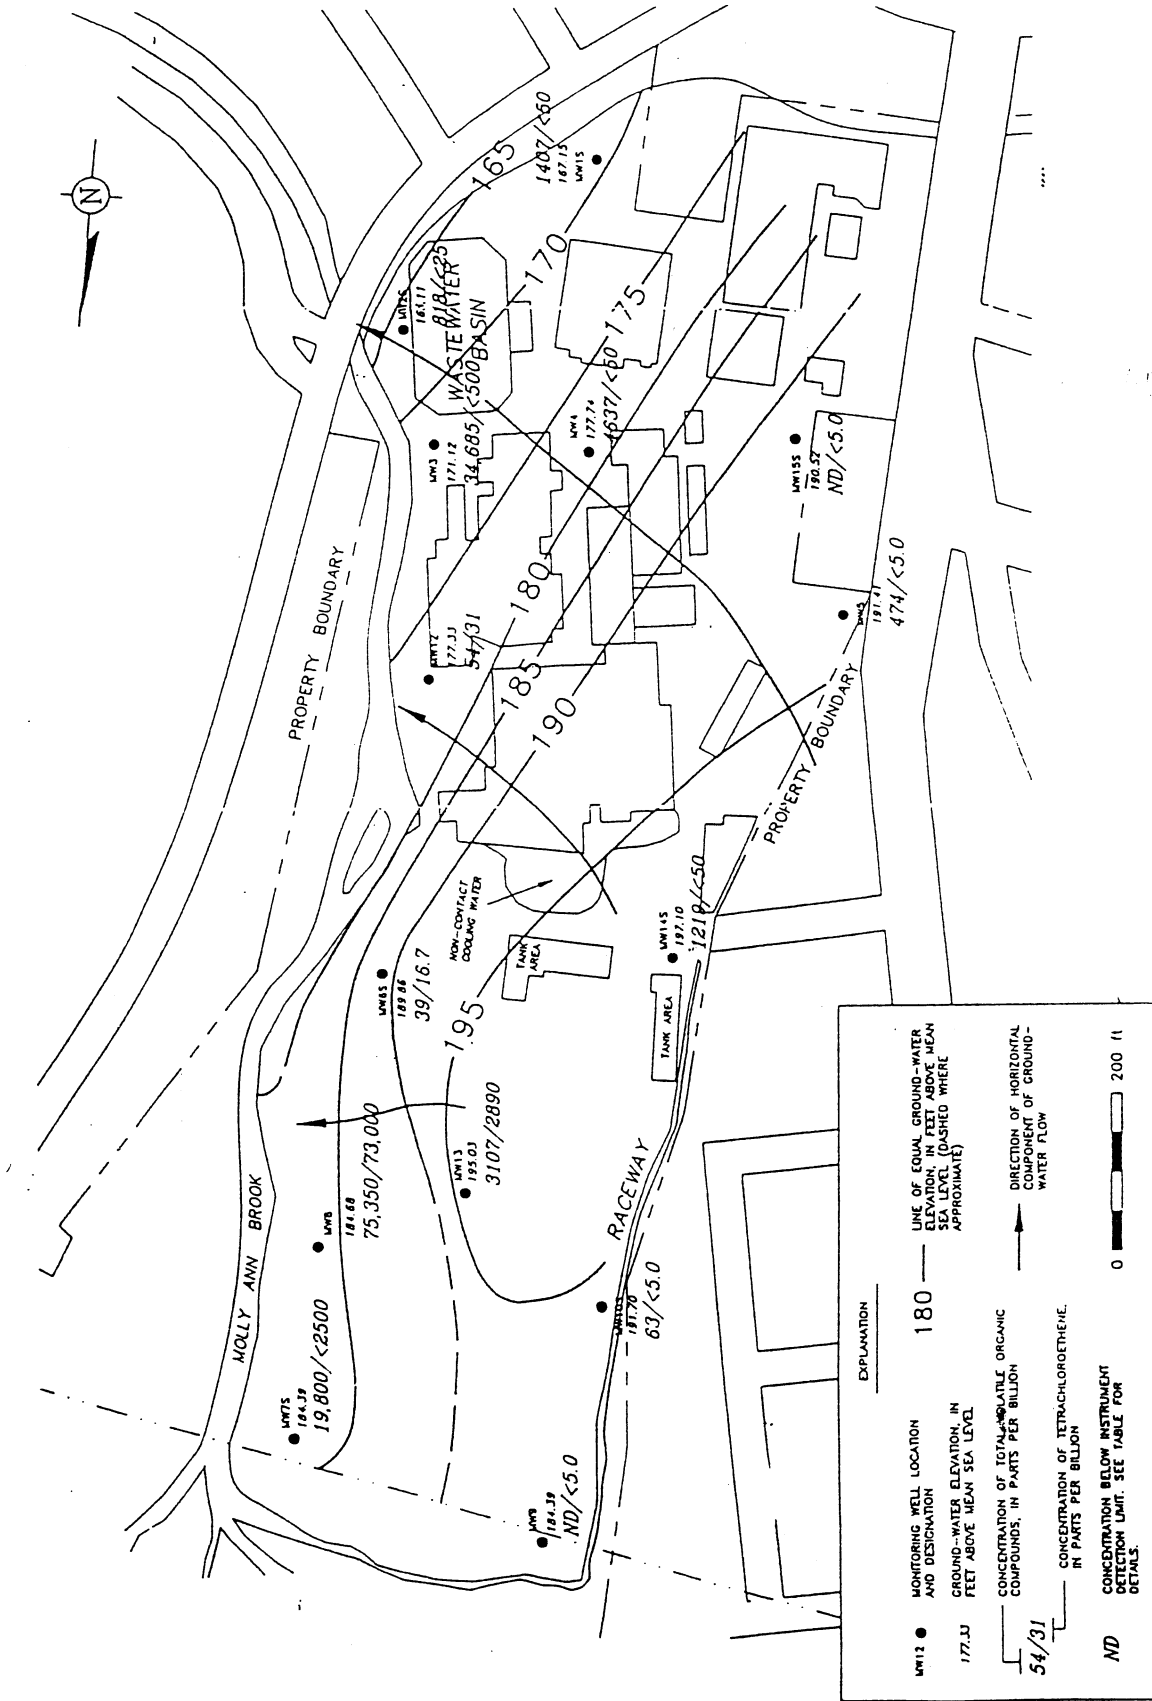 N
165
1407/<50
167.15
MW1S
170
818/<25
WASTEWATER
BASIN
175
MW3
171.12
34,685/<500
MW4
177.74
4637/<50
MW15S
190.52
ND/<5.0
PROPERTY BOUNDARY
MW12
177.33
54/31
180
185
190
191.41
474/<5.0
PROPERTY BOUNDARY
NON-CONTACT
COOLING WATER
TANK
AREA
MW14S
197.10
1210/<50
TANK AREA
MW6S
189.86
39/16.7
195
MOLLY ANN BROOK
MW8
184.68
75,350/73,000
MW13
195.03
3107/2890
RACEWAY
191.70
63/<5.0
MW7S
184.39
19,800/<2500
MW9
184.39
ND/<5.0
EXPLANATION
MW12
MONITORING WELL LOCATION
AND DESIGNATION
177.33
GROUND-WATER ELEVATION, IN
FEET ABOVE MEAN SEA LEVEL
54/31
CONCENTRATION OF TOTAL VOLATILE ORGANIC
COMPOUNDS, IN PARTS PER BILLION
CONCENTRATION OF TETRACHLOROETHENE,
IN PARTS PER BILLION
ND
CONCENTRATION BELOW INSTRUMENT
DETECTION LIMIT. SEE TABLE FOR
DETAILS.
180
LINE OF EQUAL GROUND-WATER
ELEVATION, IN FEET ABOVE MEAN
SEA LEVEL (DASHED WHERE
APPROXIMATE)
DIRECTION OF HORIZONTAL
COMPONENT OF GROUND-
WATER FLOW
0 200 ft